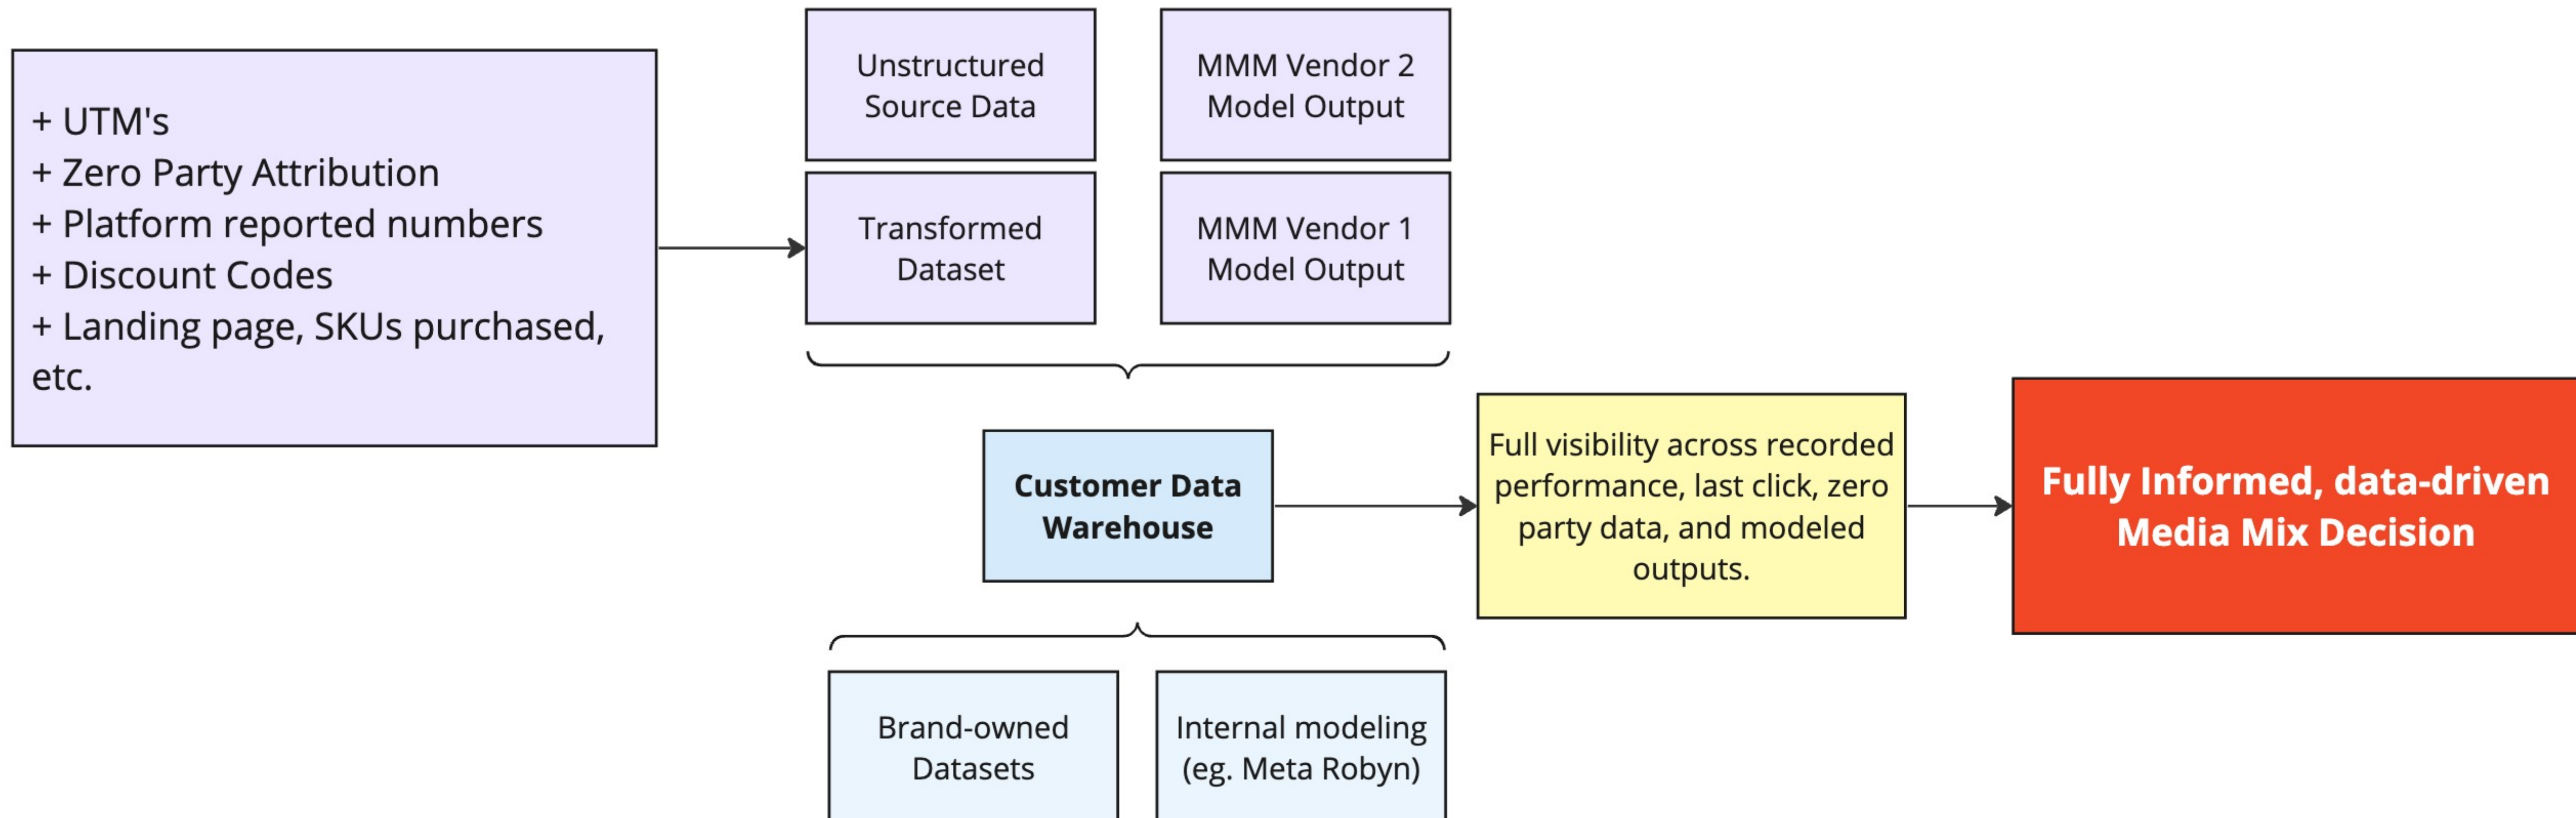 + UTM's
+ Zero Party Attribution
+ Platform reported numbers
+ Discount Codes
+ Landing page, SKUs purchased,
etc.
Unstructured
Source Data
MMM Vendor 2
Model Output
Transformed
Dataset
MMM Vendor 1
Model Output
Customer Data
Warehouse
Full visibility across recorded
performance, last click, zero
party data, and modeled
outputs.
Fully Informed, data-driven
Media Mix Decision
Brand-owned
Datasets
Internal modeling
(eg. Meta Robyn)